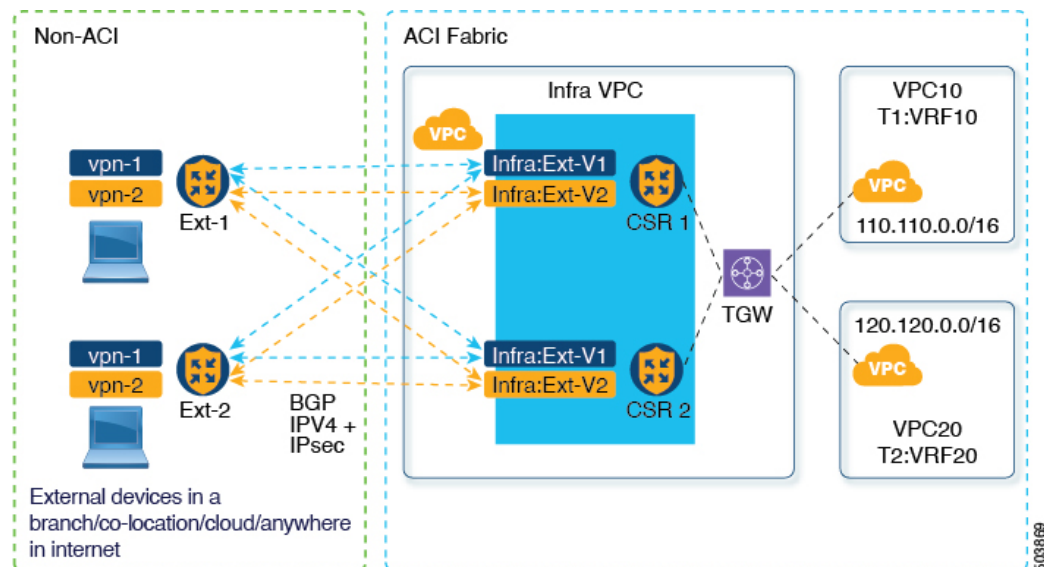 Non-ACI
ACI Fabric
Infra VPC
VPC
vpn-1
vpn-2
Ext-1
Infra:Ext-V1
Infra:Ext-V2
CSR 1
vpn-1
vpn-2
Ext-2
BGP
IPV4 +
IPsec
Infra:Ext-V1
Infra:Ext-V2
CSR 2
TGW
VPC10
T1:VRF10
VPC
110.110.0.0/16
120.120.0.0/16
VPC
VPC20
T2:VRF20
External devices in a
branch/co-location/cloud/anywhere
in internet
503869